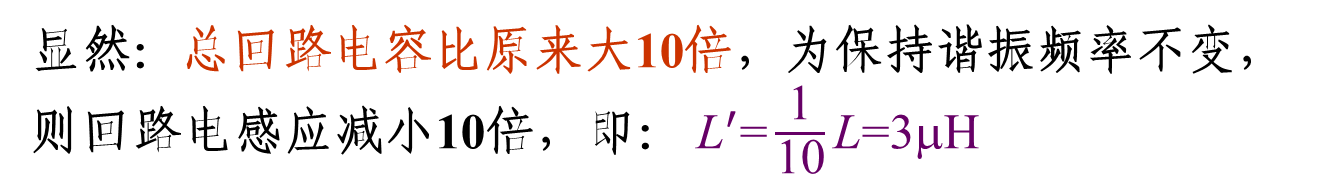 显然：总回路电容比原来大10倍，为保持谐振频率不变，
则回路电感应减小10倍，即： L′=1/10 L=3μH